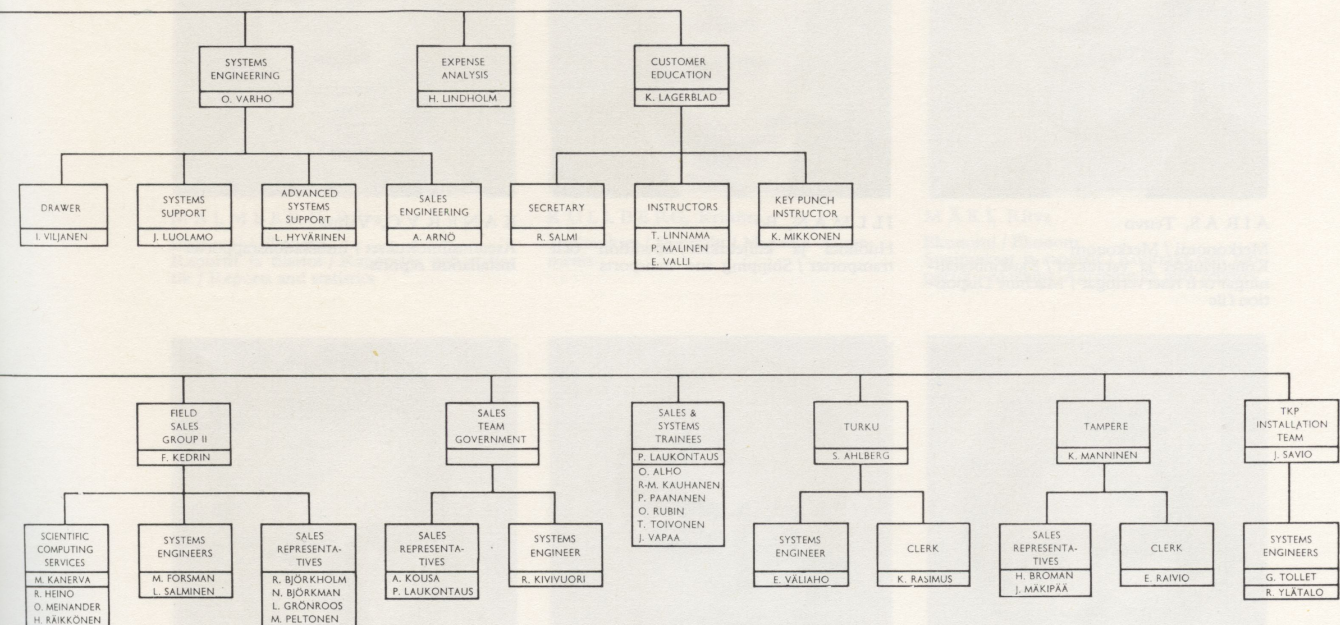 SYSTEMS
ENGINEERING
O. VARHO
EXPENSE
ANALYSIS
H. LINDHOLM
CUSTOMER
EDUCATION
K. LAGERBLAD
DRAWER
I. VILJANEN
SYSTEMS
SUPPORT
J. LUOLAMO
ADVANCED
SYSTEMS
SUPPORT
L. HYVÄRINEN
SALES
ENGINEERING
A. ARNÖ
SECRETARY
R. SALMI
INSTRUCTORS
T. LINNAMA
P. MALINEN
E. VALLI
KEY PUNCH
INSTRUCTOR
K. MIKKONEN
FIELD
SALES
GROUP II
F. KEDRIN
SALES
TEAM
GOVERNMENT
SALES &
SYSTEMS
TRAINEES
P. LAUKONTAUS
O. ALHO
R-M. KAUHANEN
P. PAANANEN
O. RUBIN
T. TOIVONEN
J. VAPAA
TURKU
S. AHLBERG
TAMPERE
K. MANNINEN
TKP
INSTALLATION
TEAM
J. SAVIO
SCIENTIFIC
COMPUTING
SERVICES
M. KANERVA
R. HEINO
O. MEINANDER
H. RÄIKKÖNEN
SYSTEMS
ENGINEERS
M. FORSMAN
L. SALMINEN
SALES
REPRESENTA-
TIVES
R. BJÖRKHOLM
N. BJÖRKMAN
L. GRÖNROOS
M. PELTONEN
SALES
REPRESENTA-
TIVES
A. KOUSA
P. LAUKONTAUS
SYSTEMS
ENGINEER
R. KIVIVUORI
SYSTEMS
ENGINEER
E. VÄLIAHO
CLERK
K. RASIMUS
SALES
REPRESENTA-
TIVES
H. BROMAN
J. MÄKIPÄÄ
CLERK
E. RAIVIO
SYSTEMS
ENGINEERS
G. TOLLET
R. YLÄTALO